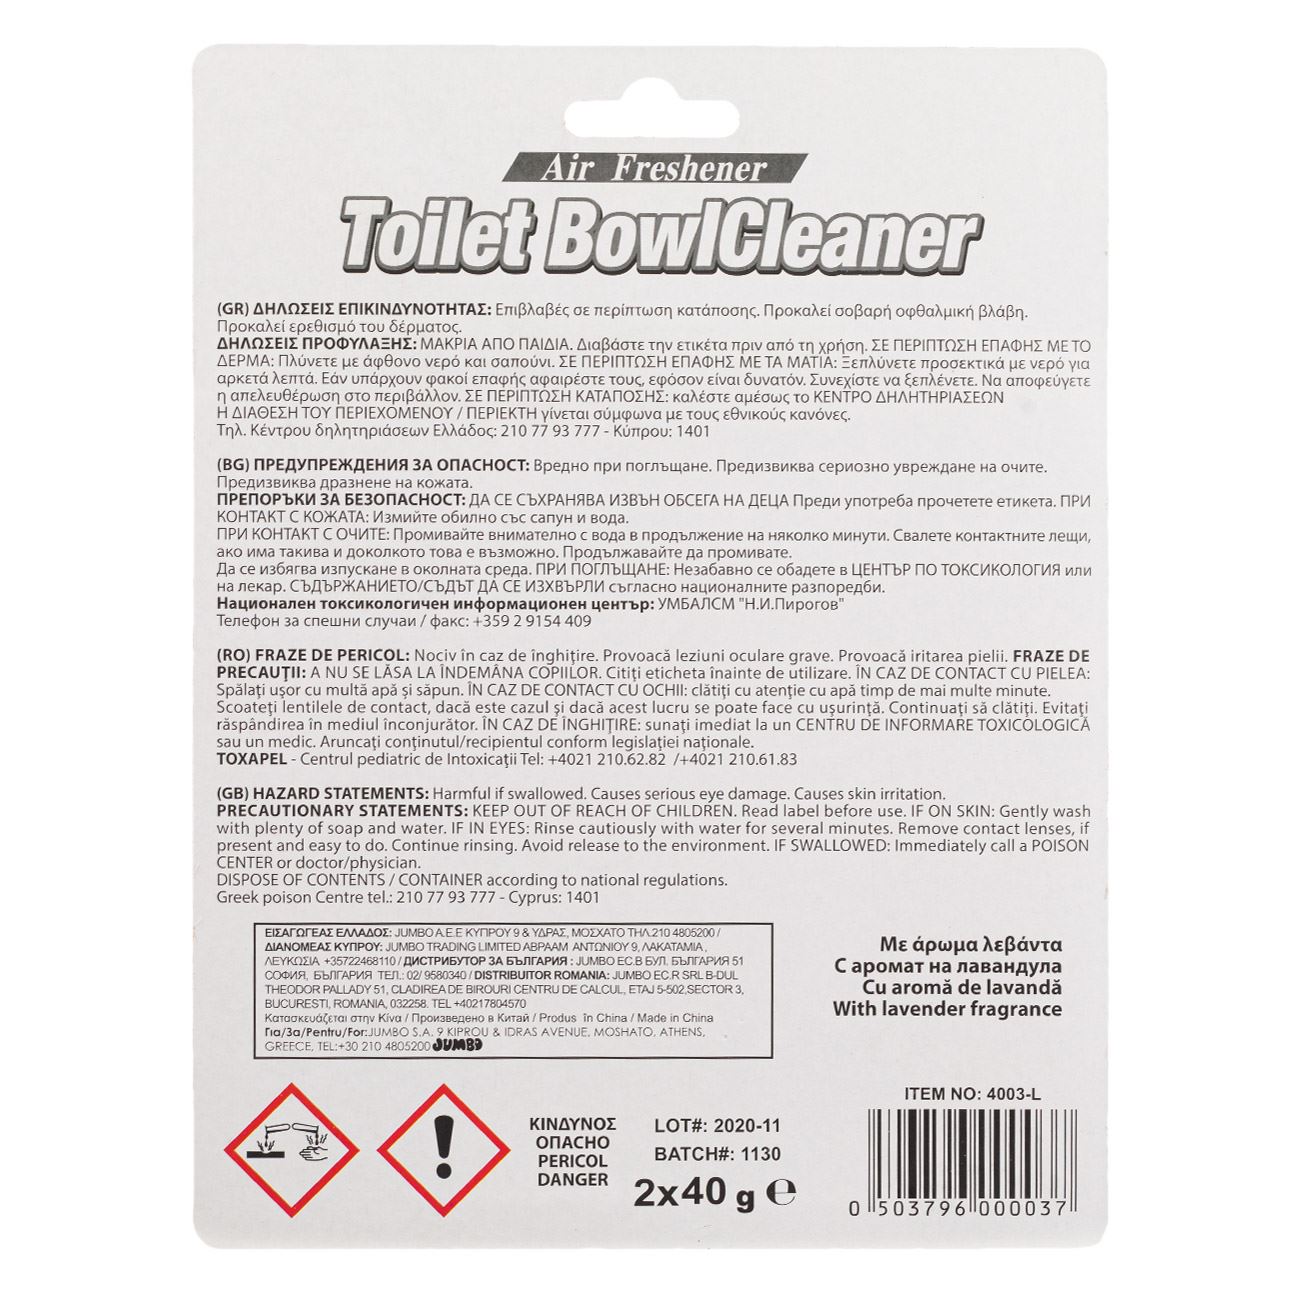 Air Freshener
Toilet BowlCleaner
(GR) ΔΗΛΩΣΕΙΣ ΕΠΙΚΙΝΔΥΝΟΤΗΤΑΣ: Επιβλαβές σε περίπτωση κατάποσης. Προκαλεί σοβαρή οφθαλμική βλάβη.
Προκαλεί ερεθισμό του δέρματος.
ΔΗΛΩΣΕΙΣ ΠΡΟΦΥΛΑΞΗΣ: ΜΑΚΡΙΑ ΑΠΟ ΠΑΙΔΙΑ. Διαβάστε την ετικέτα πριν από τη χρήση. ΣΕ ΠΕΡΙΠΤΩΣΗ ΕΠΑΦΗΣ ΜΕ ΤΟ
ΔΕΡΜΑ: Πλύνετε με άφθονο νερό και σαπούνι. ΣΕ ΠΕΡΙΠΤΩΣΗ ΕΠΑΦΗΣ ΜΕ ΤΑ ΜΑΤΙΑ: Ξεπλύνετε προσεκτικά με νερό για
αρκετά λεπτά. Εάν υπάρχουν φακοί επαφής αφαιρέστε τους, εφόσον είναι δυνατόν. Συνεχίστε να ξεπλένετε. Να αποφεύγετε
η απελευθέρωση στο περιβάλλον. ΣΕ ΠΕΡΙΠΤΩΣΗ ΚΑΤΑΠΟΣΗΣ: καλέστε αμέσως το ΚΕΝΤΡΟ ΔΗΛΗΤΗΡΙΑΣΕΩΝ
Η ΔΙΑΘΕΣΗ ΤΟΥ ΠΕΡΙΕΧΟΜΕΝΟΥ / ΠΕΡΙΕΚΤΗ γίνεται σύμφωνα με τους εθνικούς κανόνες.
Τηλ. Κέντρου δηλητηριάσεων Ελλάδος: 210 77 93 777 - Κύπρου: 1401
(BG) ПРЕДУПРЕЖДЕНИЯ ЗА ОПАСНОСТ: Вредно при поглъщане. Предизвиква сериозно увреждане на очите.
Предизвиква дразнене на кожата.
ПРЕПОРЪКИ ЗА БЕЗОПАСНОСТ: ДА СЕ СЪХРАНЯВА ИЗВЪН ОБСЕГА НА ДЕЦА Преди употреба прочетете етикета. ПРИ
КОНТАКТ С КОЖАТА: Измийте обилно със сапун и вода.
ПРИ КОНТАКТ С ОЧИТЕ: Промивайте внимателно с вода в продължение на няколко минути. Свалете контактните лещи,
ако има такива и доколкото това е възможно. Продължавайте да промивате.
Да се избягва изпускане в околната среда. ПРИ ПОГЛЪЩАНЕ: Незабавно се обадете в ЦЕНТЪР ПО ТОКСИКОЛОГИЯ или
на лекар. СЪДЪРЖАНИЕТО/СЪДЪТ ДА СЕ ИЗХВЪРЛИ съгласно националните разпоредби.
Национален токсикологичен информационен център: УМБАЛСМ "Н.И.Пирогов"
Телефон за спешни случаи / факс: +359 2 9154 409
(RO) FRAZE DE PERICOL: Nociv în caz de înghițire. Provoacă leziuni oculare grave. Provoacă iritarea pielii. FRAZE DE
PRECAUȚII: A NU SE LĂSA LA ÎNDEMÂNA COPIILOR. Citiți eticheta înainte de utilizare. ÎN CAZ DE CONTACT CU PIELEA:
Spălați ușor cu multă apă și săpun. ÎN CAZ DE CONTACT CU OCHII: clătiți cu atenție cu apă timp de mai multe minute.
Scoateți lentilele de contact, dacă este cazul și dacă acest lucru se poate face cu ușurință. Continuați să clătiți. Evitați
răspândirea în mediul înconjurător. ÎN CAZ DE ÎNGHIȚIRE: sunați imediat la un CENTRU DE INFORMARE TOXICOLOGICĂ
sau un medic. Aruncați conținutul/recipientul conform legislației naționale.
TOXAPEL - Centrul pediatric de Intoxicații Tel: +4021 210.62.82 /+4021 210.61.83
(GB) HAZARD STATEMENTS: Harmful if swallowed. Causes serious eye damage. Causes skin irritation.
PRECAUTIONARY STATEMENTS: KEEP OUT OF REACH OF CHILDREN. Read label before use. IF ON SKIN: Gently wash
with plenty of soap and water. IF IN EYES: Rinse cautiously with water for several minutes. Remove contact lenses, if
present and easy to do. Continue rinsing. Avoid release to the environment. IF SWALLOWED: Immediately call a POISON
CENTER or doctor/physician.
DISPOSE OF CONTENTS / CONTAINER according to national regulations.
Greek poison Centre tel.: 210 77 93 777 - Cyprus: 1401
ΕΙΣΑΓΩΓΕΑΣ ΕΛΛΑΔΟΣ: JUMBO A.E.E ΚΥΠΡΟΥ 9 & ΥΔΡΑΣ, ΜΟΣΧΑΤΟ ΤΗΛ.210 4805200 /
ΔΙΑΝΟΜΕΑΣ ΚΥΠΡΟΥ: JUMBO TRADING LIMITED ΑΒΡΑΑΜ ΑΝΤΩΝΙΟΥ 9, ΛΑΚΑΤΑΜΙΑ,
ΛΕΥΚΩΣΙΑ +35722468110 / ДИСТРИБУТОР ЗА БЪЛГАРИЯ : JUMBO EC.B БУЛ. БЪЛГАРИЯ 51
СОФИЯ, БЪЛГАРИЯ ТЕЛ.: 02/ 9580340 / DISTRIBUITOR ROMANIA: JUMBO EC.R SRL B-DUL
THEODOR PALLADY 51, CLADIREA DE BIROURI CENTRU DE CALCUL, ETAJ 5-502,SECTOR 3,
BUCURESTI, ROMANIA, 032258. TEL +40217804570
Κατασκευάζεται στην Κίνα / Произведено в Китай / Produs în China / Made in China
Για/За/Pentru/For:JUMBO S.A. 9 KIPROU & IDRAS AVENUE, MOSHATO, ATHENS,
GREECE, TEL:+30 210 4805200 JUMBO
Με άρωμα λεβάντα
С аромат на лавандула
Cu aromă de lavandă
With lavender fragrance
ΚΙΝΔΥΝΟΣ
ОПАСНО
PERICOL
DANGER
LOT#: 2020-11
BATCH#: 1130
2x40 g ℮
ITEM NO: 4003-L
0 503796 000037